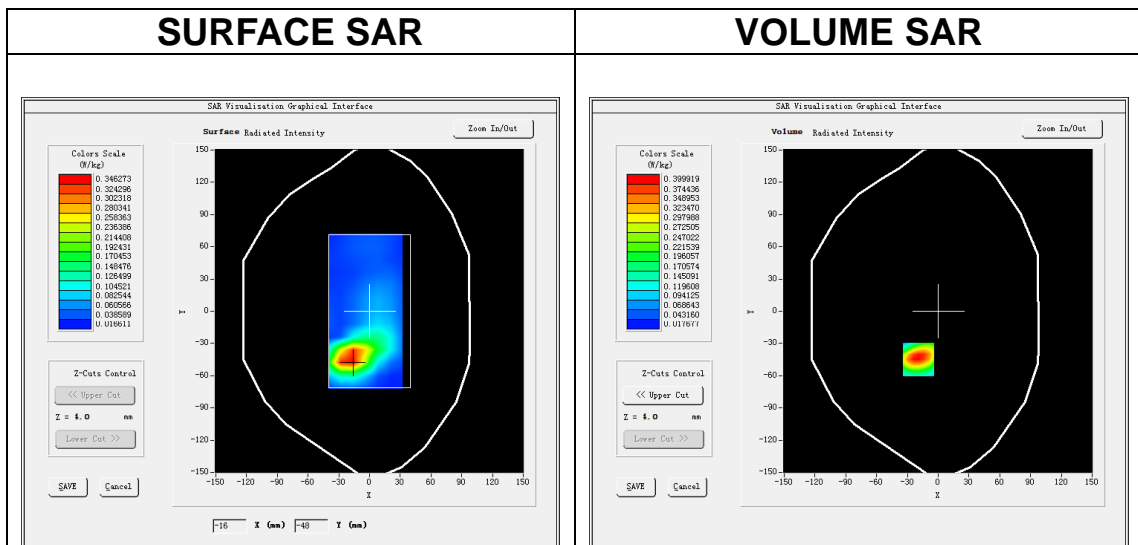 SURFACE SAR
SAR Visualisation Graphical Interface
Surface Radiated Intensity
Zoom In/Out
Colors Scale
(W/kg)
0.346273
0.324296
0.302318
0.280341
0.258363
0.236386
0.214408
0.192431
0.170453
0.148476
0.126499
0.104521
0.082544
0.060566
0.038589
0.016611
Z-Cuts Control
<< Upper Cut
Z = 4.0 mm
Lower Cut >>
SAVE Cancel
150
120
90
60
30
0
-30
-60
-90
-120
-150
Y
-150 -120 -90 -60 -30 0 30 60 90 120 150
X
-16 X (mm) -48 Y (mm)
VOLUME SAR
SAR Visualisation Graphical Interface
Volume Radiated Intensity
Zoom In/Out
Colors Scale
(W/kg)
0.399919
0.374436
0.348953
0.323470
0.297988
0.272505
0.247022
0.221539
0.196057
0.170574
0.145091
0.119608
0.094125
0.068643
0.043160
0.017677
Z-Cuts Control
<< Upper Cut
Z = 4.0 mm
Lower Cut >>
SAVE Cancel
150
120
90
60
30
0
-30
-60
-90
-120
-150
Y
-150 -120 -90 -60 -30 0 30 60 90 120 150
X